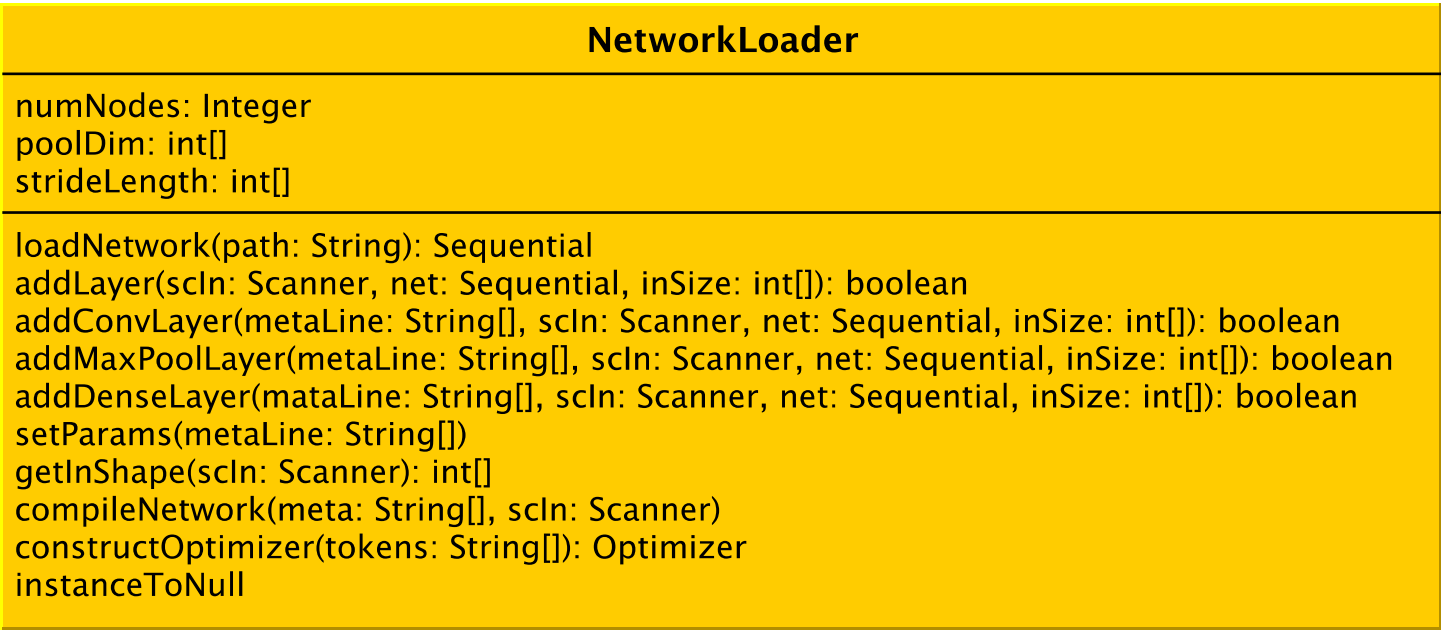 NetworkLoader
numNodes: Integer
poolDim: int[]
strideLength: int[]
loadNetwork(path: String): Sequential
addLayer(scIn: Scanner, net: Sequential, inSize: int[]): boolean
addConvLayer(metaLine: String[], scIn: Scanner, net: Sequential, inSize: int[]): boolean
addMaxPoolLayer(metaLine: String[], scIn: Scanner, net: Sequential, inSize: int[]): boolean
addDenseLayer(mataLine: String[], scIn: Scanner, net: Sequential, inSize: int[]): boolean
setParams(metaLine: String[])
getInShape(scIn: Scanner): int[]
compileNetwork(meta: String[], scIn: Scanner)
constructOptimizer(tokens: String[]): Optimizer
instanceToNull